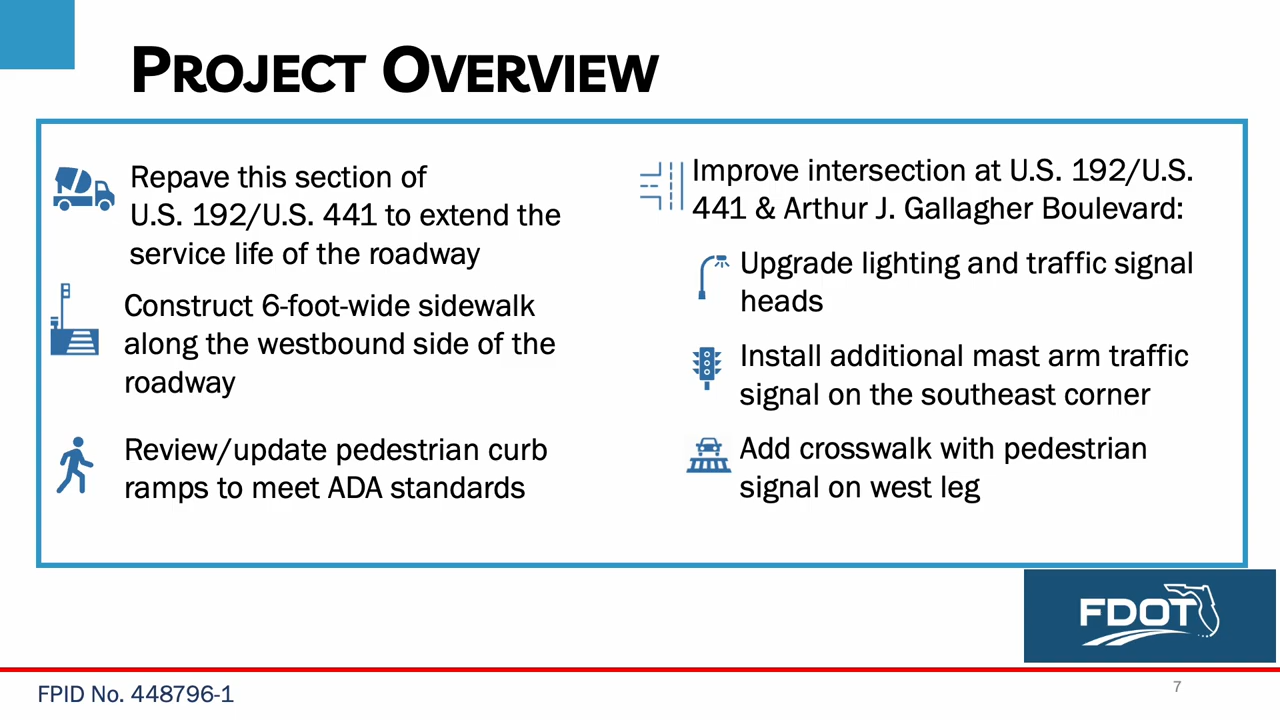 PROJECT OVERVIEW
Repave this section of
U.S. 192/U.S. 441 to extend the
service life of the roadway
Construct 6-foot-wide sidewalk
along the westbound side of the
roadway
Review/update pedestrian curb
ramps to meet ADA standards
Improve intersection at U.S. 192/U.S.
441 & Arthur J. Gallagher Boulevard:
Upgrade lighting and traffic signal
heads
Install additional mast arm traffic
signal on the southeast corner
Add crosswalk with pedestrian
signal on west leg
FDOT
FPID No. 448796-1
7